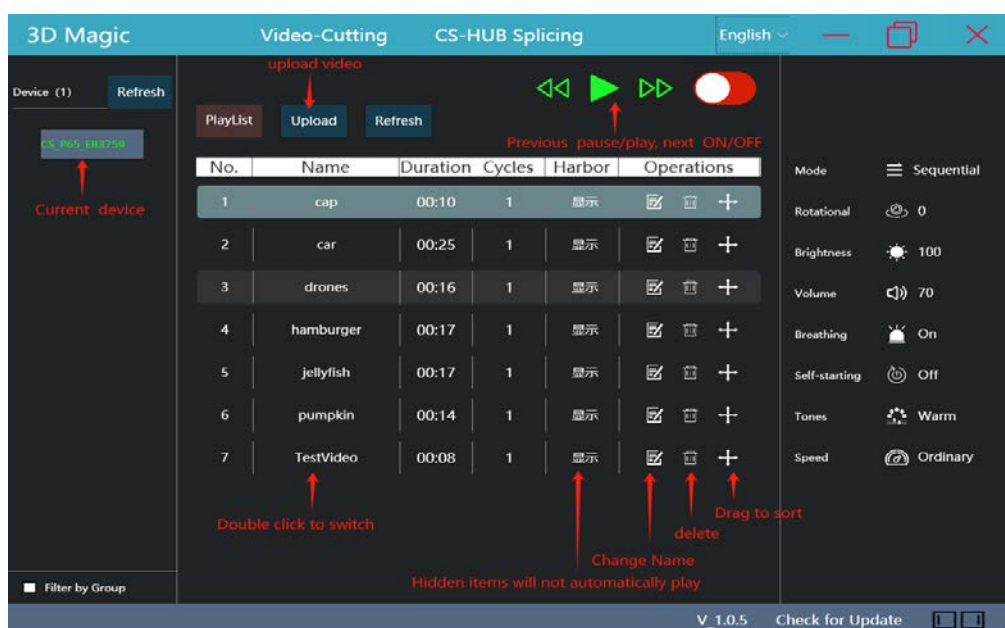 3D Magic Video-Cutting CS-HUB Splicing English
upload video
Device (1) Refresh
PlayList Upload Refresh
Previous pause/play, next ON/OFF
CS_P65_E83759
Current device
No. Name Duration Cycles Harbor Operations
1 cap 00:10 1 显示
2 car 00:25 1 显示
3 drones 00:16 1 显示
4 hamburger 00:17 1 显示
5 jellyfish 00:17 1 显示
6 pumpkin 00:14 1 显示
7 TestVideo 00:08 1 显示
Mode Sequential
Rotational 0
Brightness 100
Volume 70
Breathing On
Self-starting Off
Tones Warm
Speed Ordinary
Double click to switch
Drag to sort
delete
Change Name
Hidden items will not automatically play
Filter by Group
V_1.0.5 Check for Update